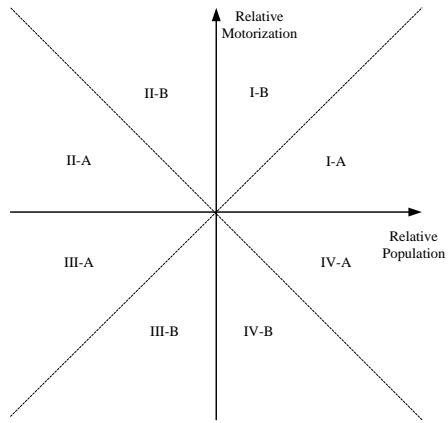 Relative
Motorization
II-B
I-B
II-A
I-A
Relative
Population
III-A
IV-A
III-B
IV-B